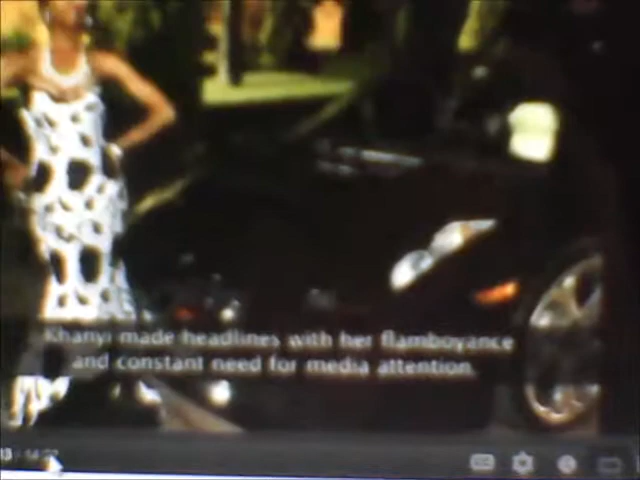 Khanyi made headlines with her flamboyance
and constant need for media attention.